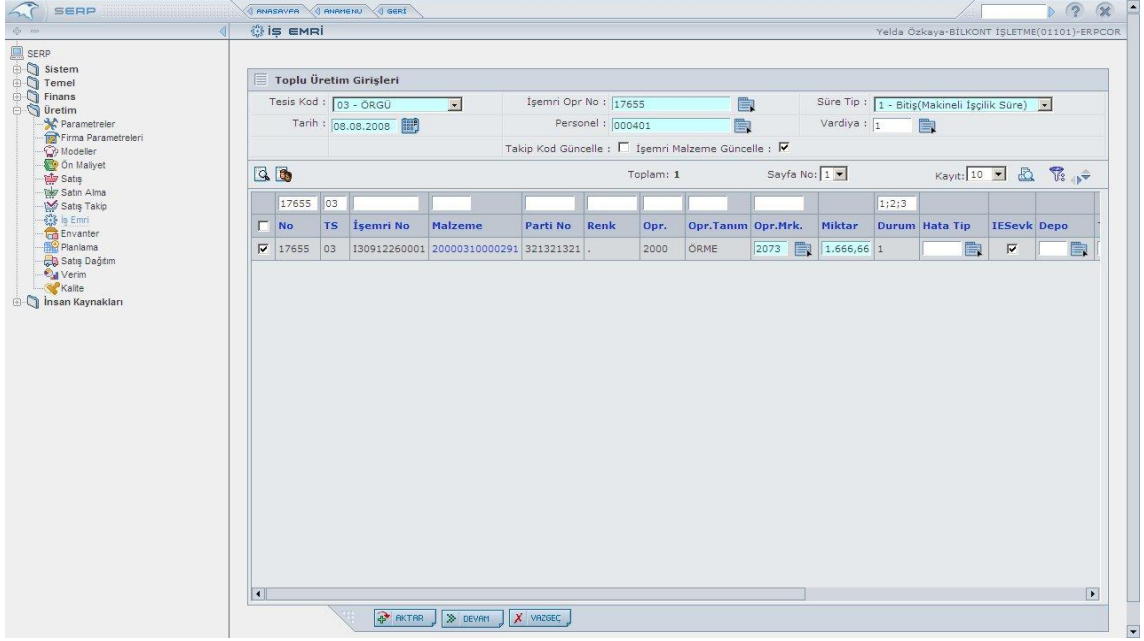 SERP
ANASAYFA ANAMENU GERİ
İŞ EMRİ
Yelda Özkaya-BİLKONT İŞLETME(01101)-ERPCOR
SERP
Sistem
Temel
Finans
Üretim
Parametreler
Firma Parametreleri
Modeller
Ön Maliyet
Satış
Satın Alma
Satış Takip
İş Emri
Envanter
Planlama
Satış Dağıtım
Verim
Kalite
İnsan Kaynakları
Toplu Üretim Girişleri
Tesis Kod : 03 - ÖRGÜ İşemri Opr No : 17655 Süre Tip : 1 - Bitiş(Makineli İşçilik Süre)
Tarih : 08.08.2008 Personel : 000401 Vardiya : 1
Takip Kod Güncelle : İşemri Malzeme Güncelle :
Toplam: 1 Sayfa No: 1 Kayıt: 10
17655 03 1;2;3
No TS İşemri No Malzeme Parti No Renk Opr. Opr.Tanım Opr.Mrk. Miktar Durum Hata Tip IESevk Depo
17655 03 I30912260001 20000310000291 321321321 . 2000 ÖRME 2073 1.666,66 1
AKTAR DEVAM VAZGEÇ